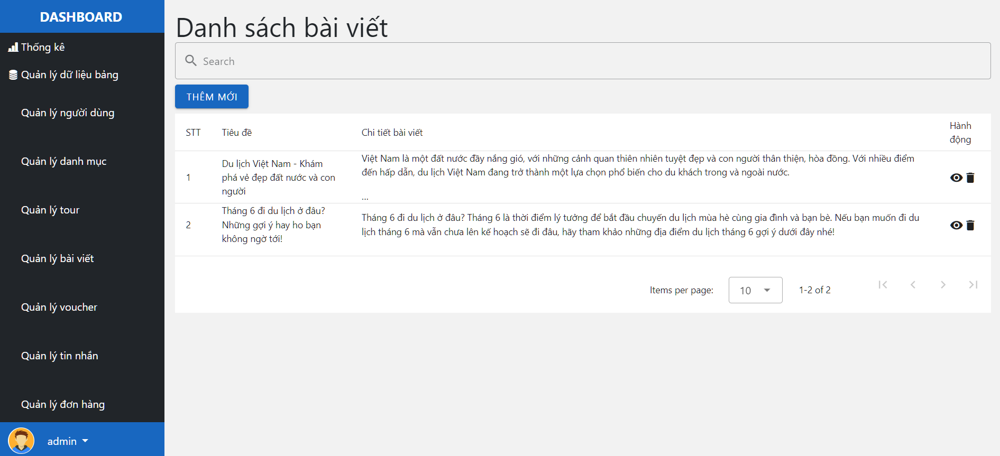 DASHBOARD
Thống kê
Quản lý dữ liệu bảng
Quản lý người dùng
Quản lý danh mục
Quản lý tour
Quản lý bài viết
Quản lý voucher
Quản lý tin nhắn
Quản lý đơn hàng
admin
Danh sách bài viết
Search
THÊM MỚI
STT
Tiêu đề
Chi tiết bài viết
Hành
động
1
Du lịch Việt Nam - Khám
phá vẻ đẹp đất nước và con
người
Việt Nam là một đất nước đầy nắng gió, với những cảnh quan thiên nhiên tuyệt đẹp và con người thân thiện, hòa đồng. Với nhiều điểm
đến hấp dẫn, du lịch Việt Nam đang trở thành một lựa chọn phổ biến cho du khách trong và ngoài nước.
...
2
Tháng 6 đi du lịch ở đâu?
Những gợi ý hay ho bạn
không ngờ tới!
Tháng 6 đi du lịch ở đâu? Tháng 6 là thời điểm lý tưởng để bắt đầu chuyến du lịch mùa hè cùng gia đình và bạn bè. Nếu bạn muốn đi du
lịch tháng 6 mà vẫn chưa lên kế hoạch sẽ đi đâu, hãy tham khảo những địa điểm du lịch tháng 6 gợi ý dưới đây nhé!
Items per page:
10
1-2 of 2